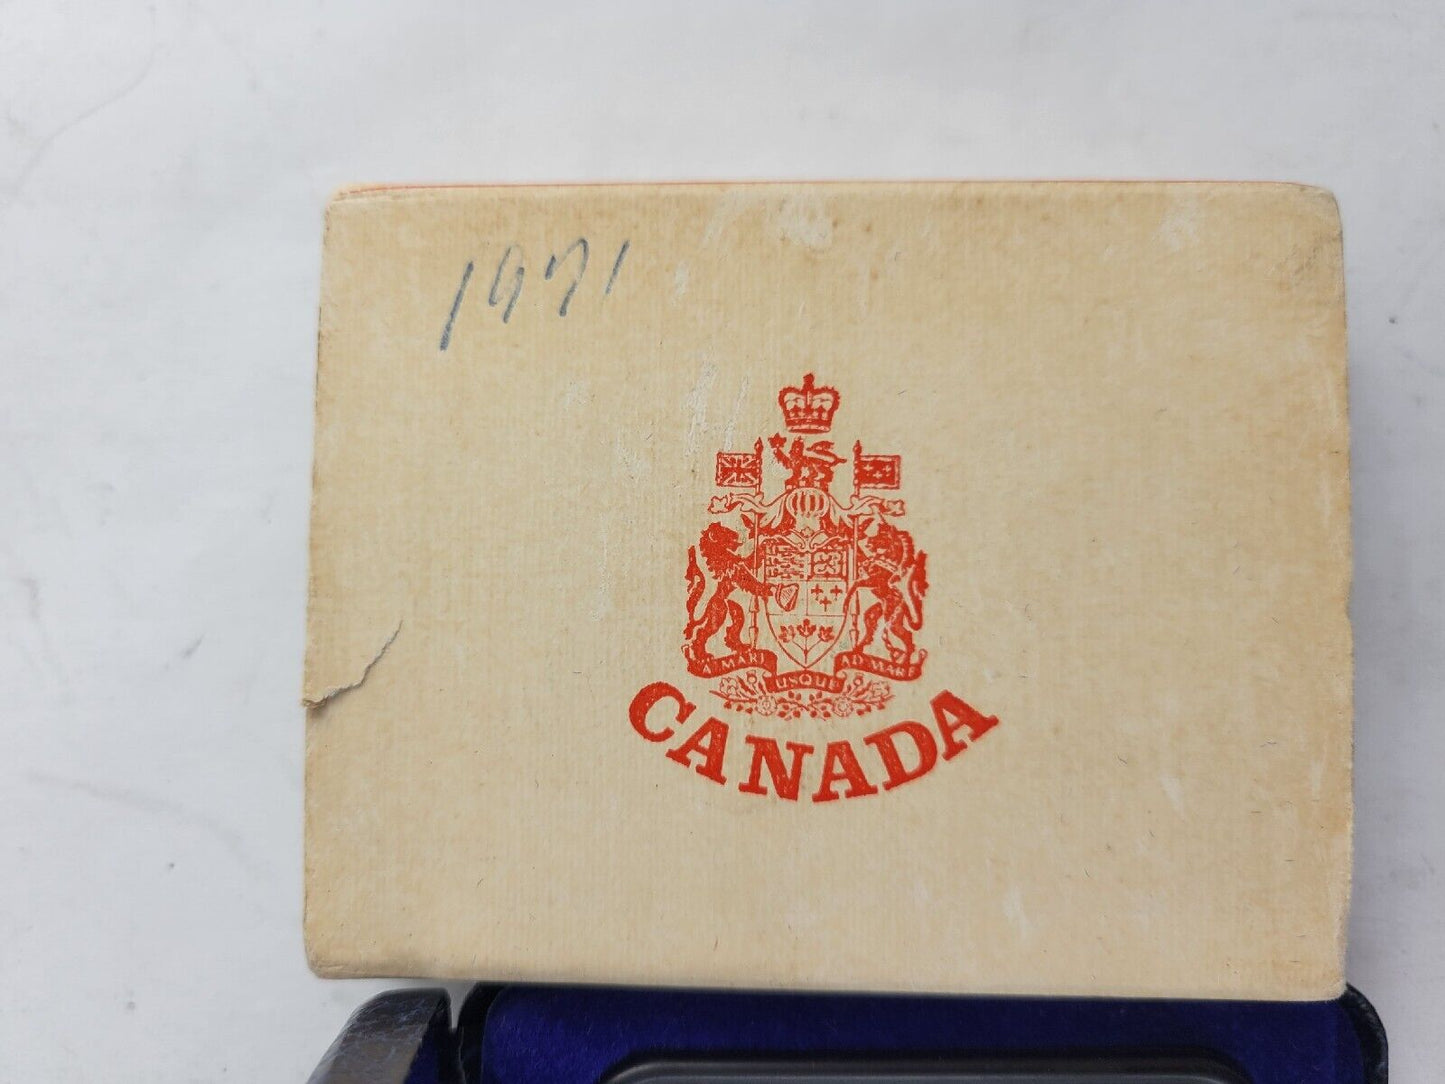 1971
A MARI USQUE AD MARE
CANADA